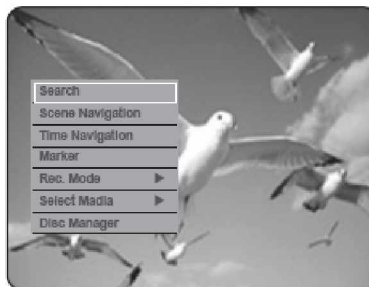 Search
Scene Navigation
Time Navigation
Marker
Rec. Mode ►
Select Media ►
Disc Manager